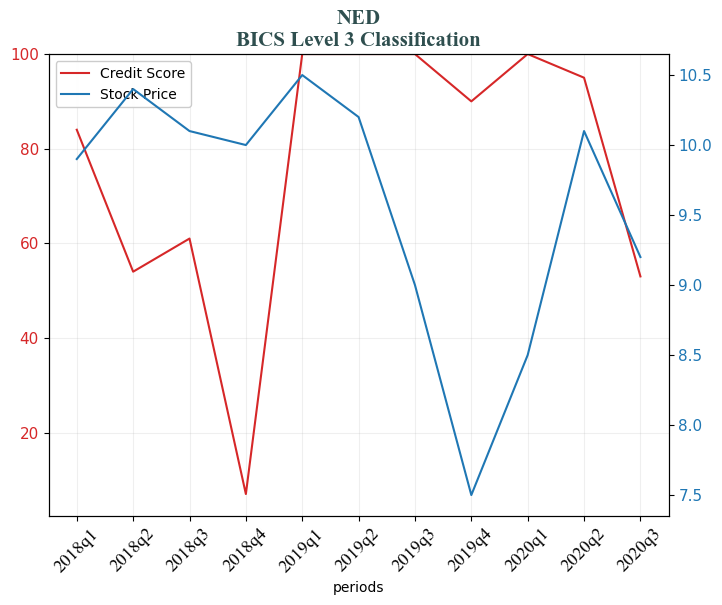 NED
BICS Level 3 Classification
Credit Score
Stock Price
100
80
60
40
20
10.5
10.0
9.5
9.0
8.5
8.0
7.5
2018q1
2018q2
2018q3
2018q4
2019q1
2019q2
2019q3
2019q4
2020q1
2020q2
2020q3
periods